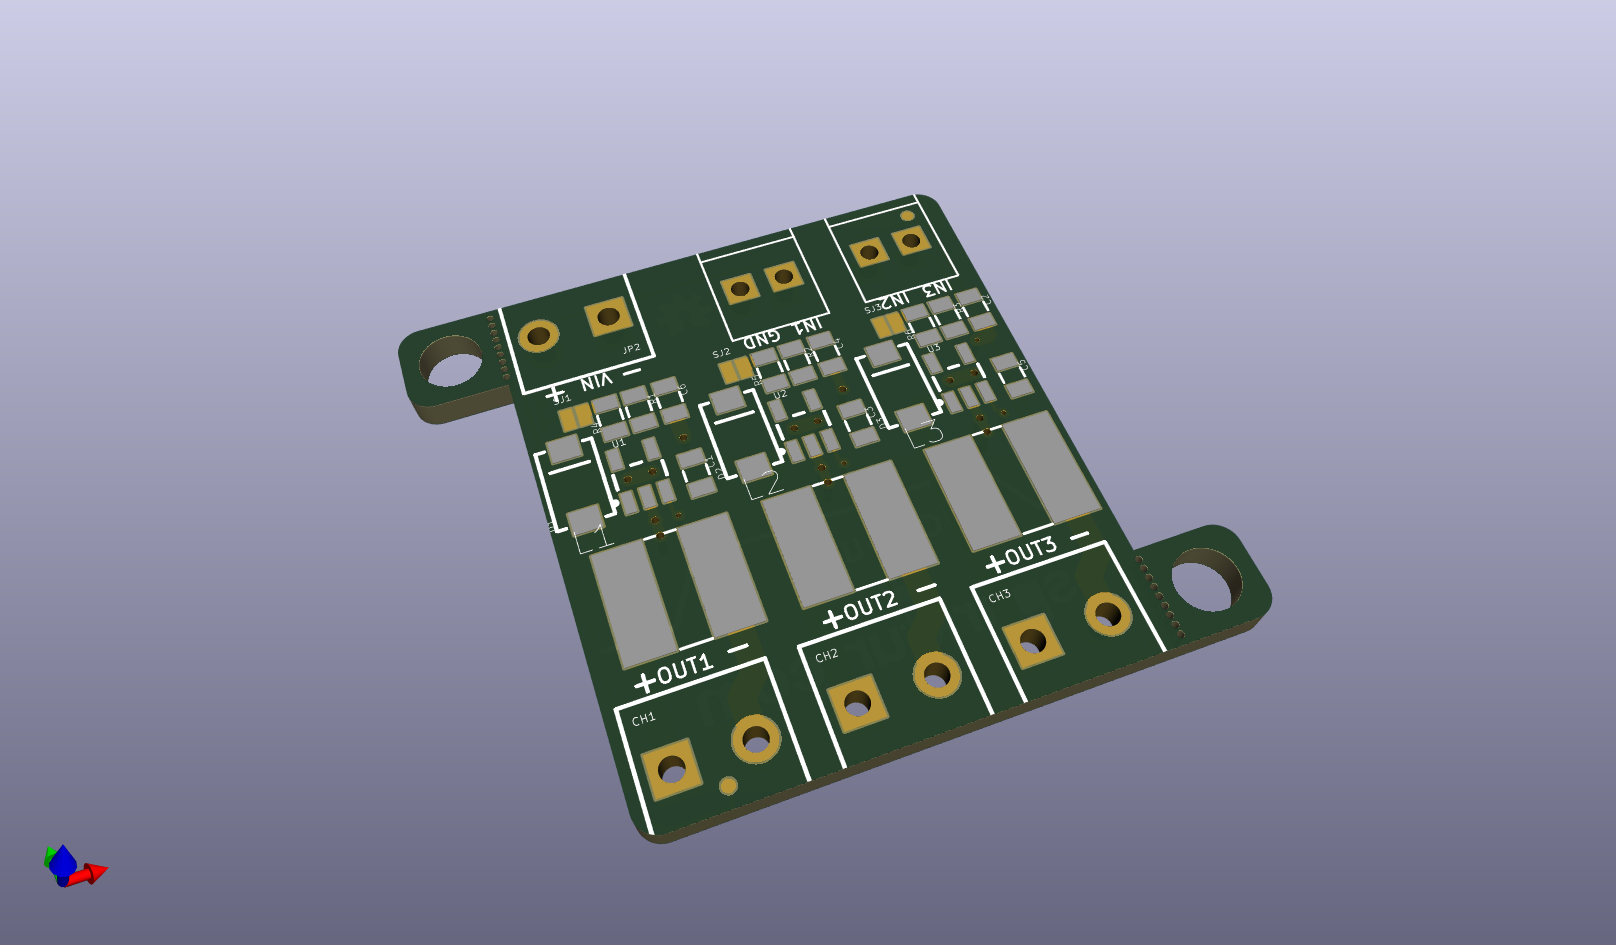 JP2
+ VIN −
GND IN1
IN2 IN3
SJ1
SJ2
SJ3
U1
U2
U3
L1
L2
L3
+OUT1 −
+OUT2 −
+OUT3 −
CH1
CH2
CH3